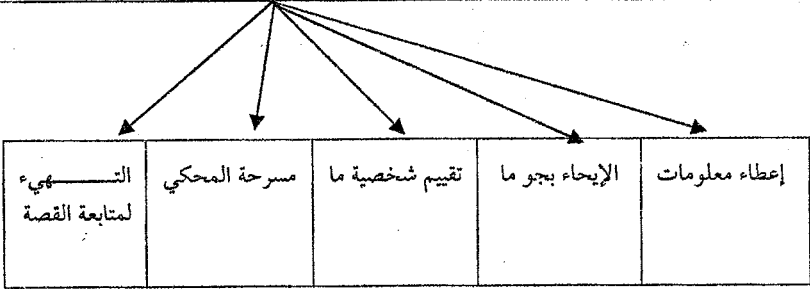 إعطاء معلومات
الإيحاء بجو ما
تقييم شخصية ما
مسرحة المحكي
التهيء
لمتابعة القصة